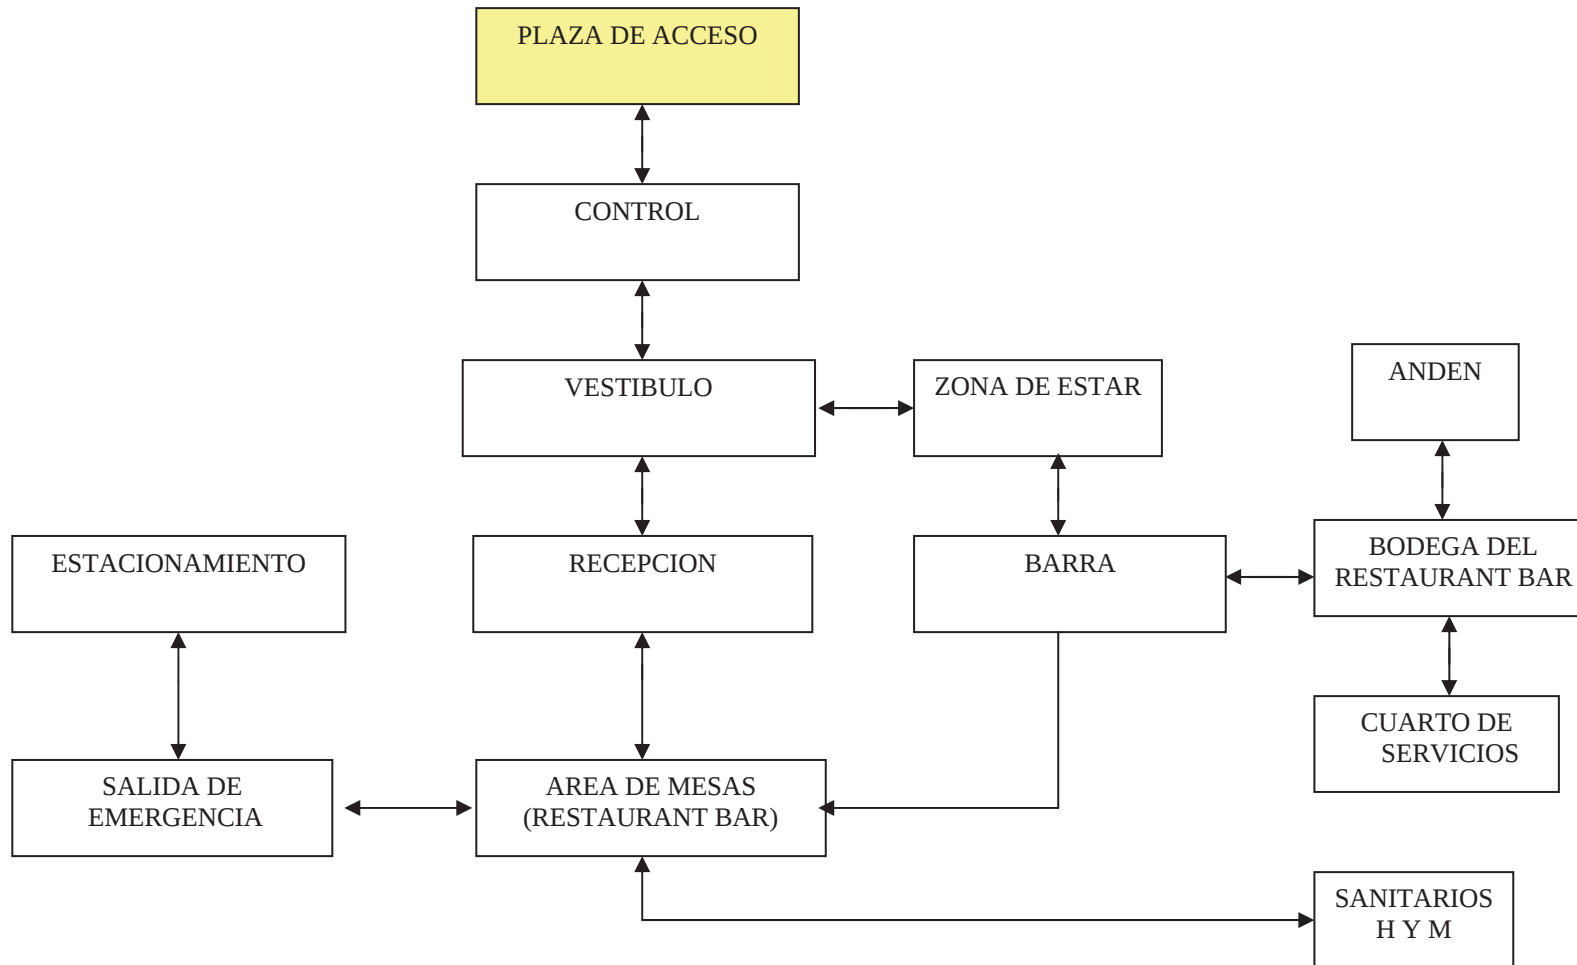 PLAZA DE ACCESO
CONTROL
VESTIBULO
ZONA DE ESTAR
ANDEN
ESTACIONAMIENTO
RECEPCION
BARRA
BODEGA DEL
RESTAURANT BAR
SALIDA DE
EMERGENCIA
AREA DE MESAS
(RESTAURANT BAR)
CUARTO DE
SERVICIOS
SANITARIOS
H Y M